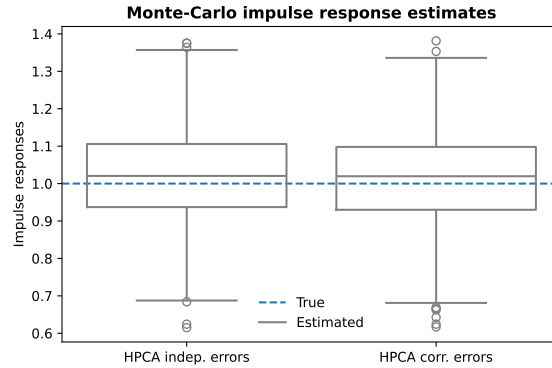 Monte-Carlo impulse response estimates
Impulse responses
1.4
1.3
1.2
1.1
1.0
0.9
0.8
0.7
0.6
True
Estimated
HPCA indep. errors
HPCA corr. errors